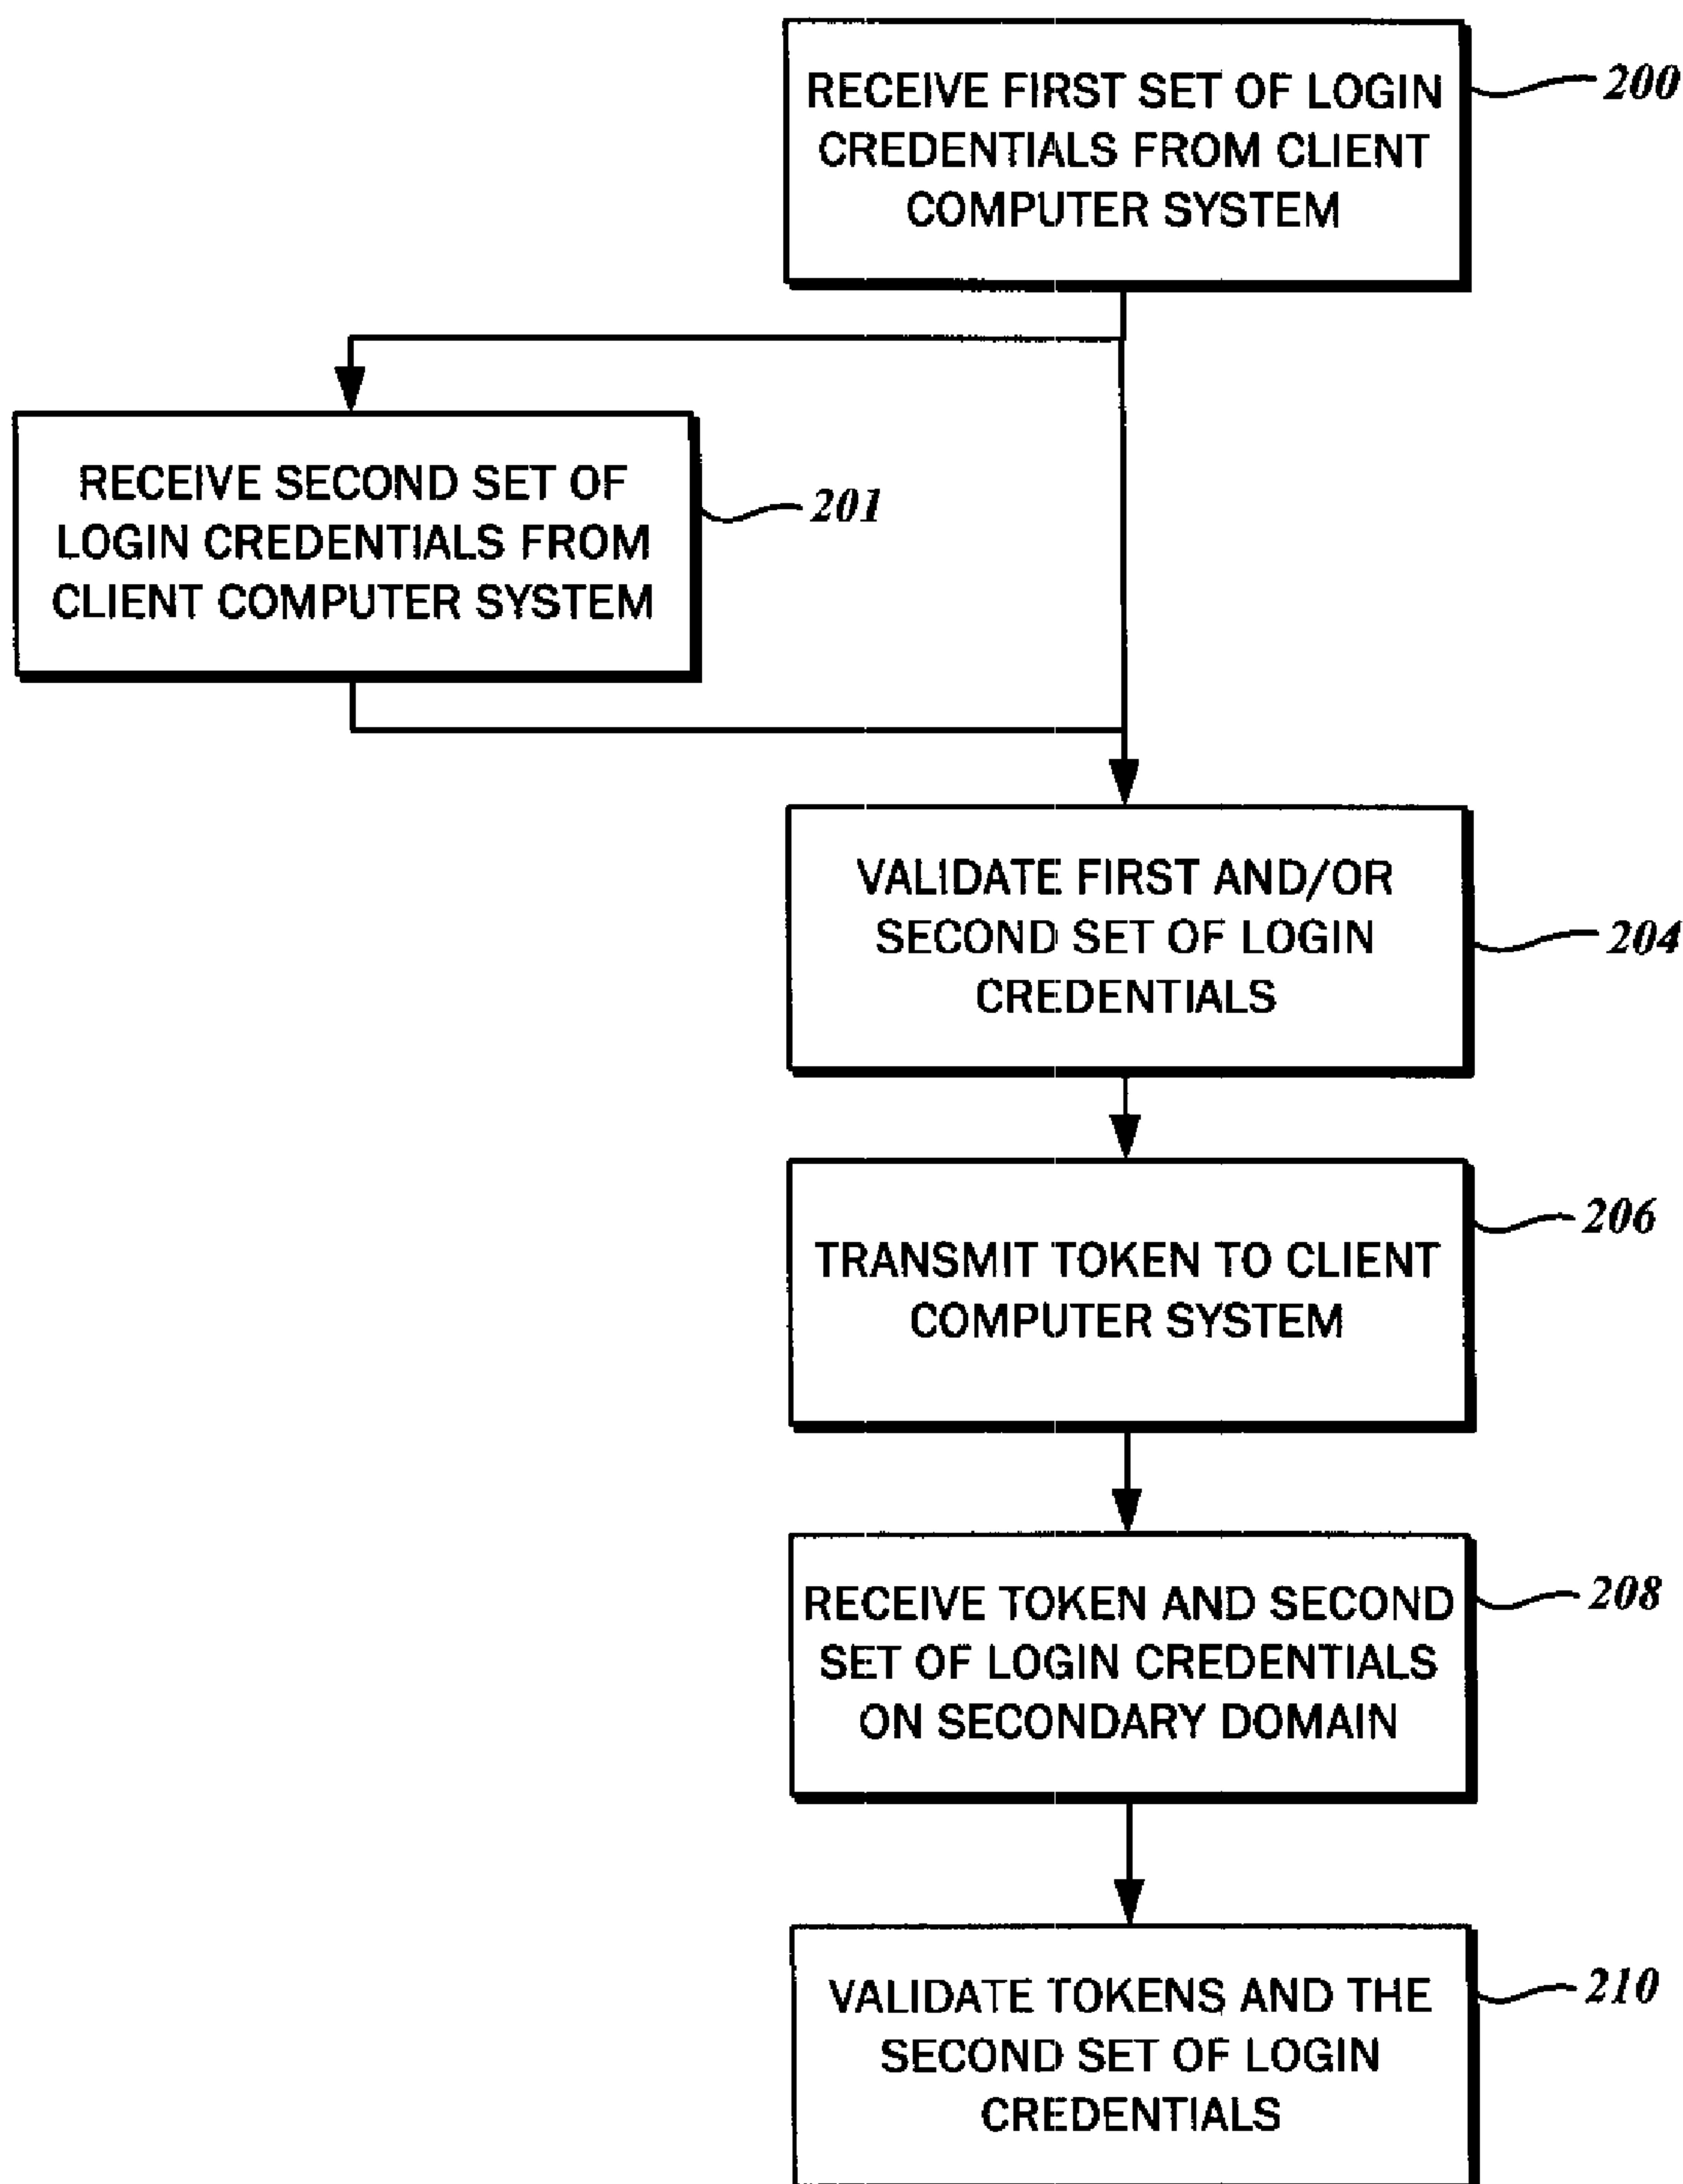 RECEIVE FIRST SET OF LOGIN
CREDENTIALS FROM CLIENT
COMPUTER SYSTEM
200
RECEIVE SECOND SET OF
LOGIN CREDENTIALS FROM
CLIENT COMPUTER SYSTEM
201
VALIDATE FIRST AND/OR
SECOND SET OF LOGIN
CREDENTIALS
204
TRANSMIT TOKEN TO CLIENT
COMPUTER SYSTEM
206
RECEIVE TOKEN AND SECOND
SET OF LOGIN CREDENTIALS
ON SECONDARY DOMAIN
208
VALIDATE TOKENS AND THE
SECOND SET OF LOGIN
CREDENTIALS
210